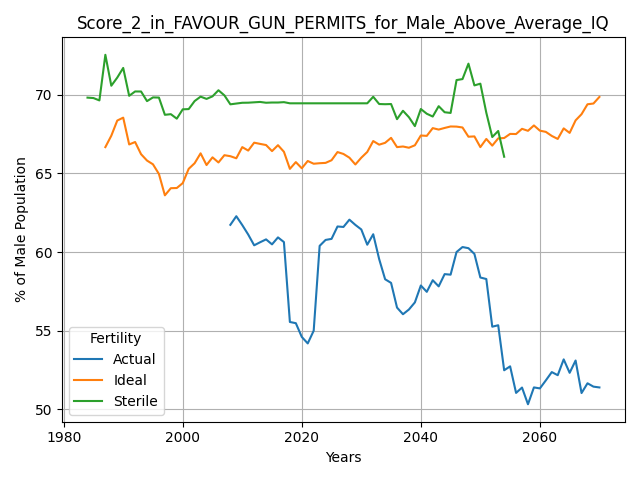 Score_2_in_FAVOUR_GUN_PERMITS_for_Male_Above_Average_IQ
% of Male Population
70
65
60
55
50
Fertility
Actual
Ideal
Sterile
1980
2000
2020
2040
2060
Years